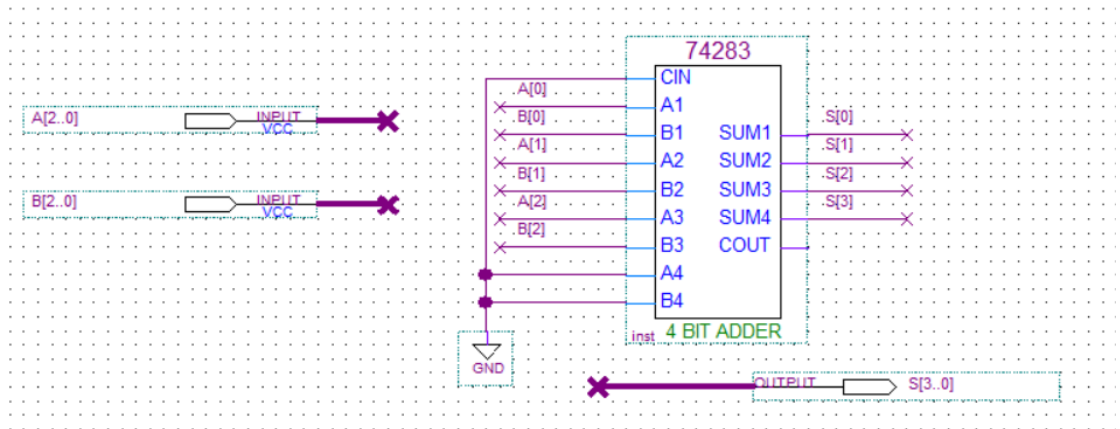 74283
CIN
A[0]
A1
B[0]
B1
SUM1
S[0]
A[1]
A2
SUM2
S[1]
B[1]
B2
SUM3
S[2]
A[2]
A3
SUM4
S[3]
B[2]
B3
COUT
A4
B4
inst
4 BIT ADDER
A[2..0]
INPUT
VCC
B[2..0]
INPUT
VCC
GND
OUTPUT
S[3..0]